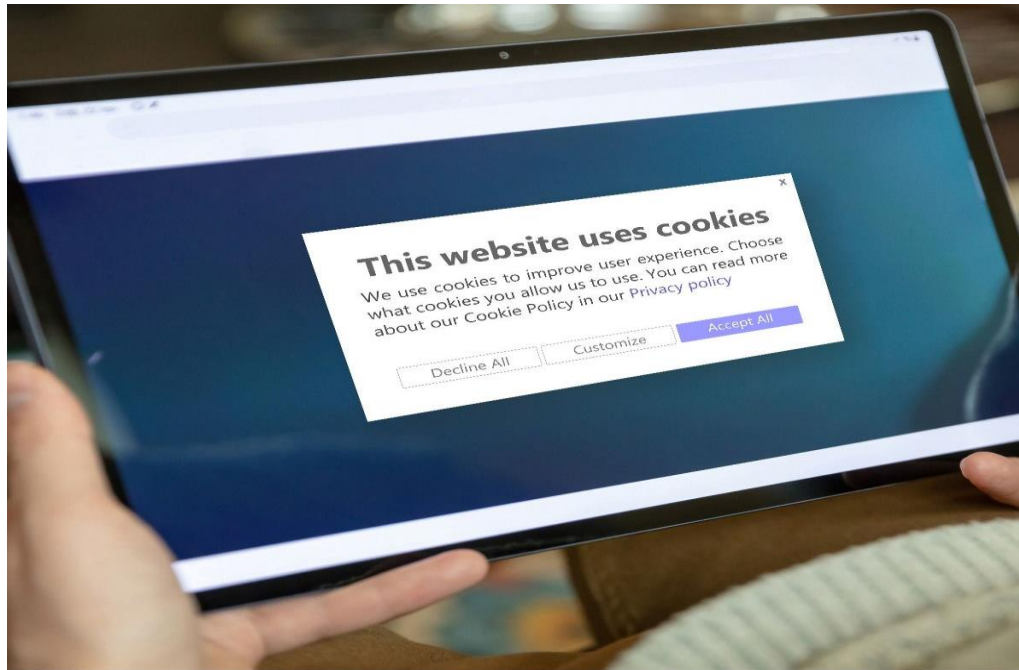 x
This website uses cookies
We use cookies to improve user experience. Choose
what cookies you allow us to use. You can read more
about our Cookie Policy in our Privacy policy
Decline All Customize Accept All